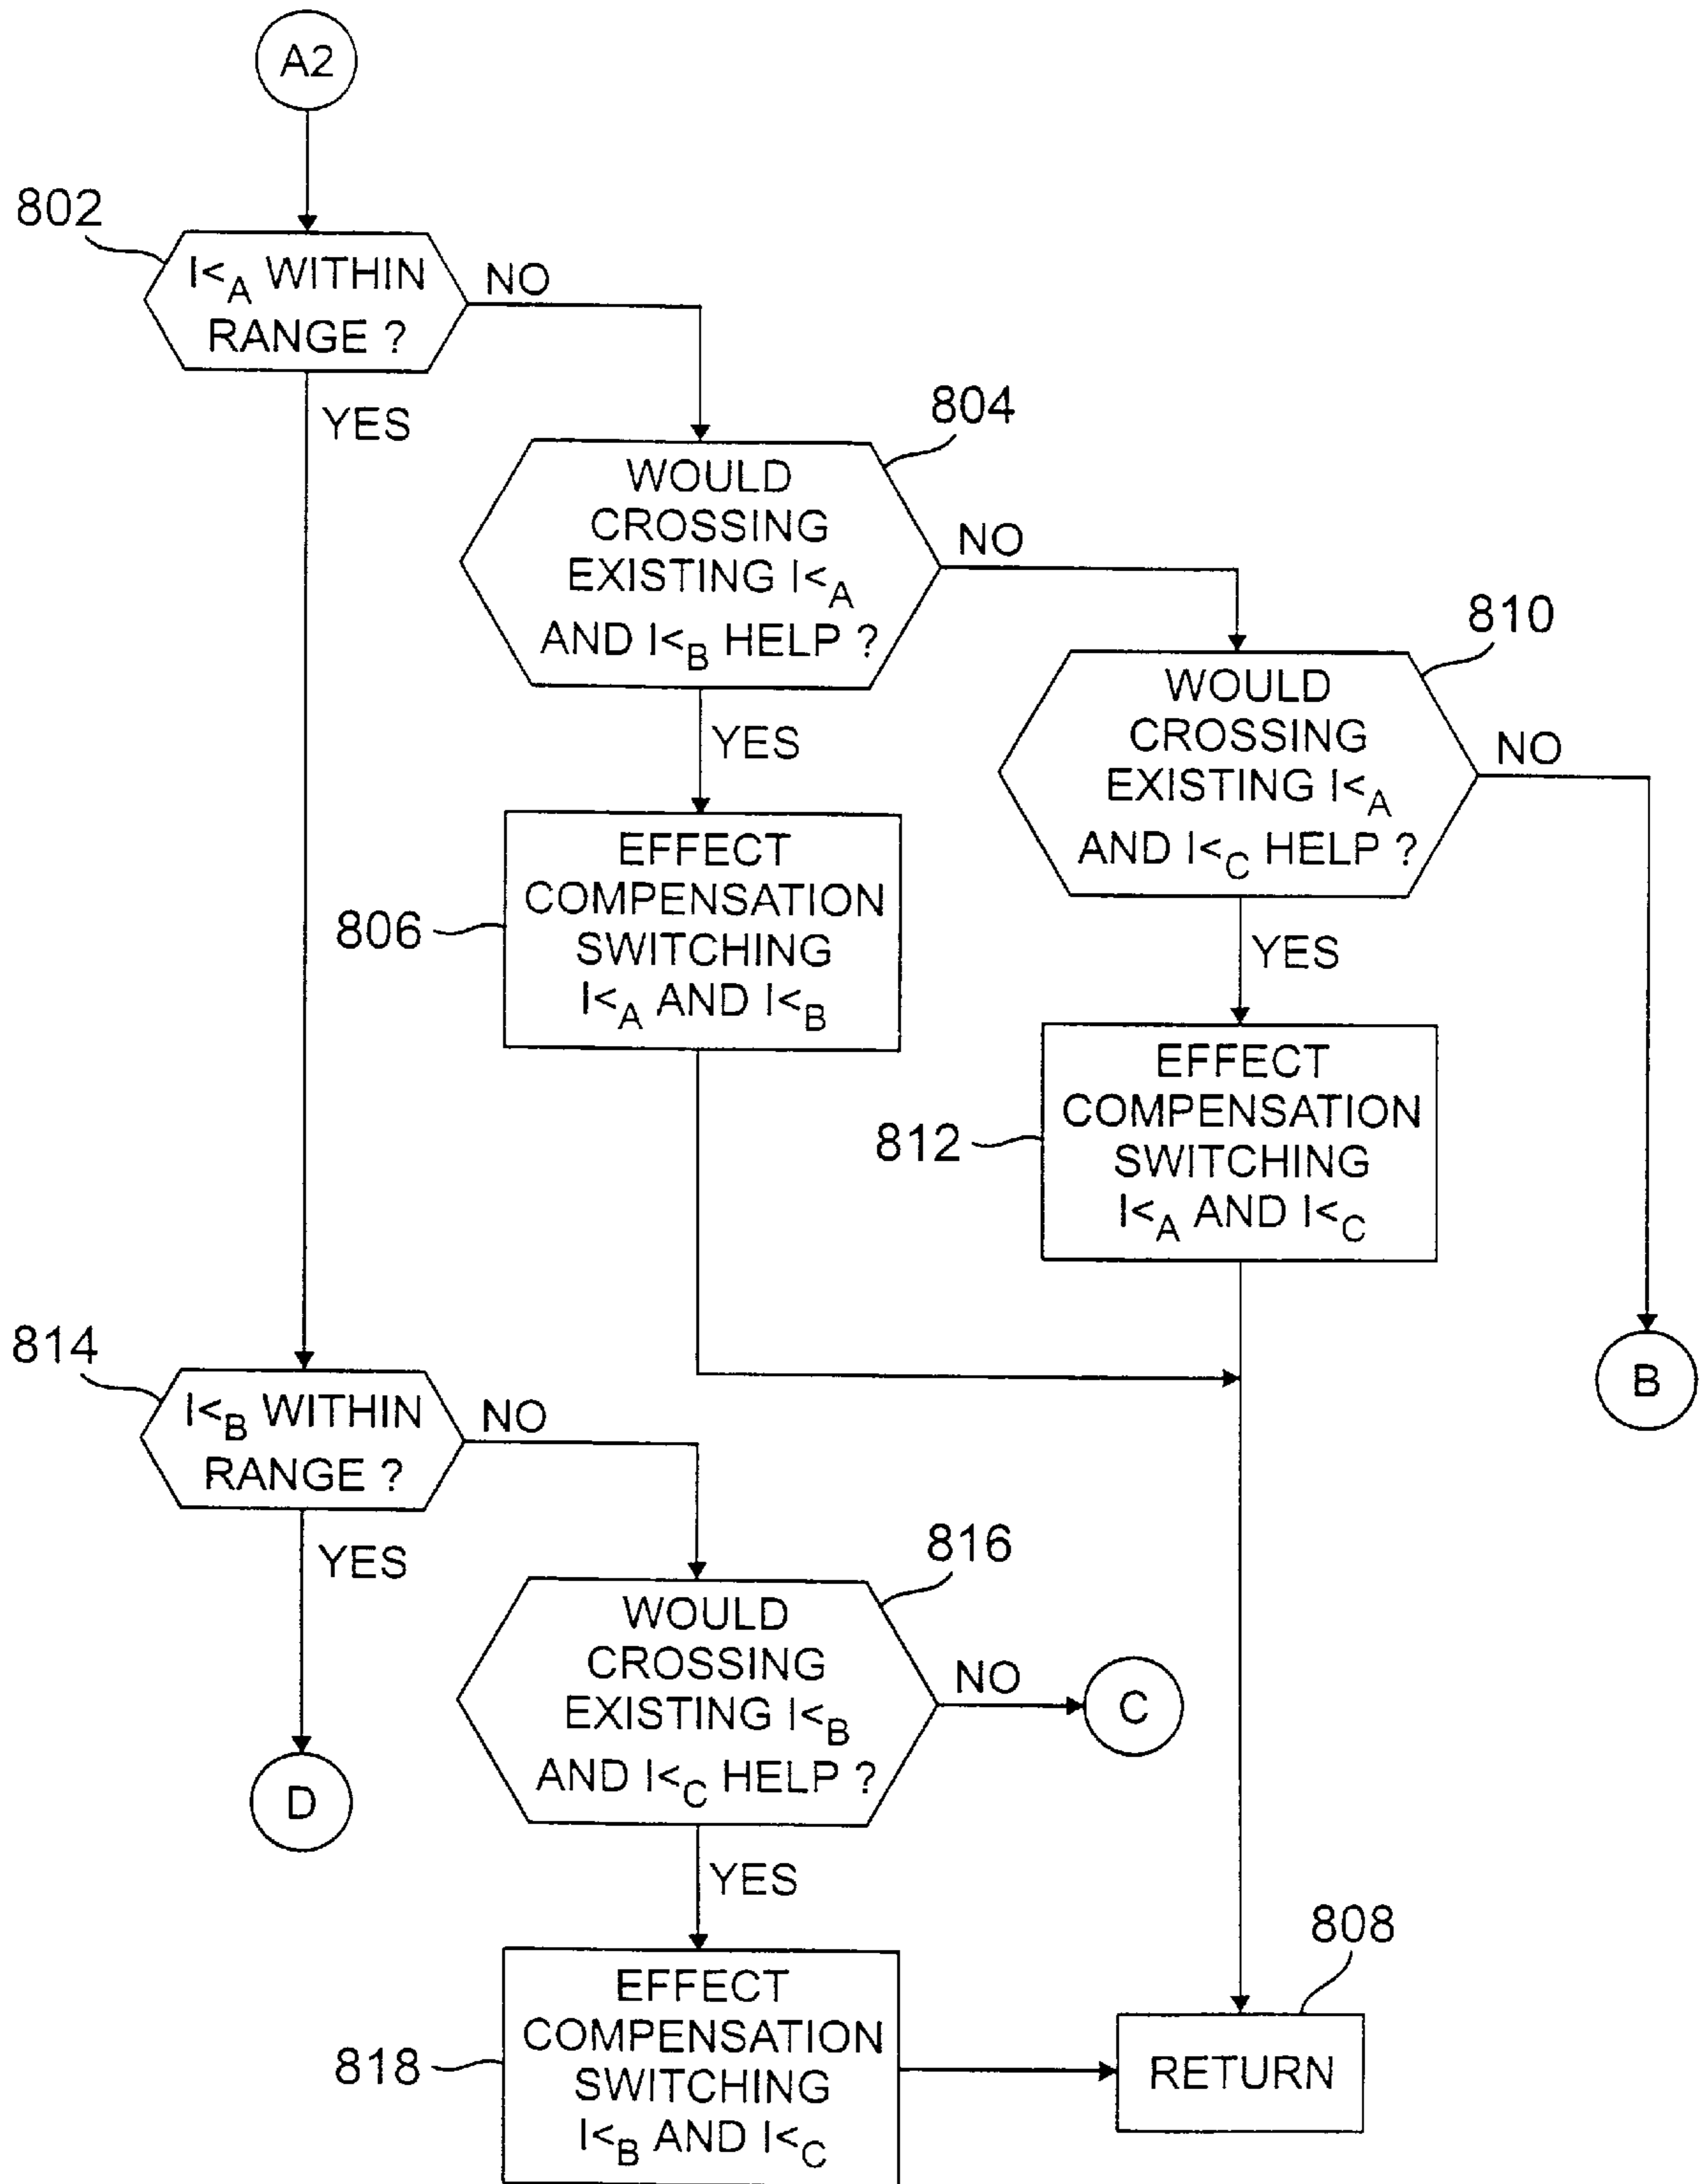 A2
802
I<A WITHIN
RANGE ?
NO
YES
804
WOULD
CROSSING
EXISTING I<A
AND I<B HELP ?
NO
YES
810
WOULD
CROSSING
EXISTING I<A
AND I<C HELP ?
NO
YES
806
EFFECT
COMPENSATION
SWITCHING
I<A AND I<B
812
EFFECT
COMPENSATION
SWITCHING
I<A AND I<C
B
814
I<B WITHIN
RANGE ?
NO
YES
816
WOULD
CROSSING
EXISTING I<B
AND I<C HELP ?
NO
C
D
YES
818
EFFECT
COMPENSATION
SWITCHING
I<B AND I<C
808
RETURN